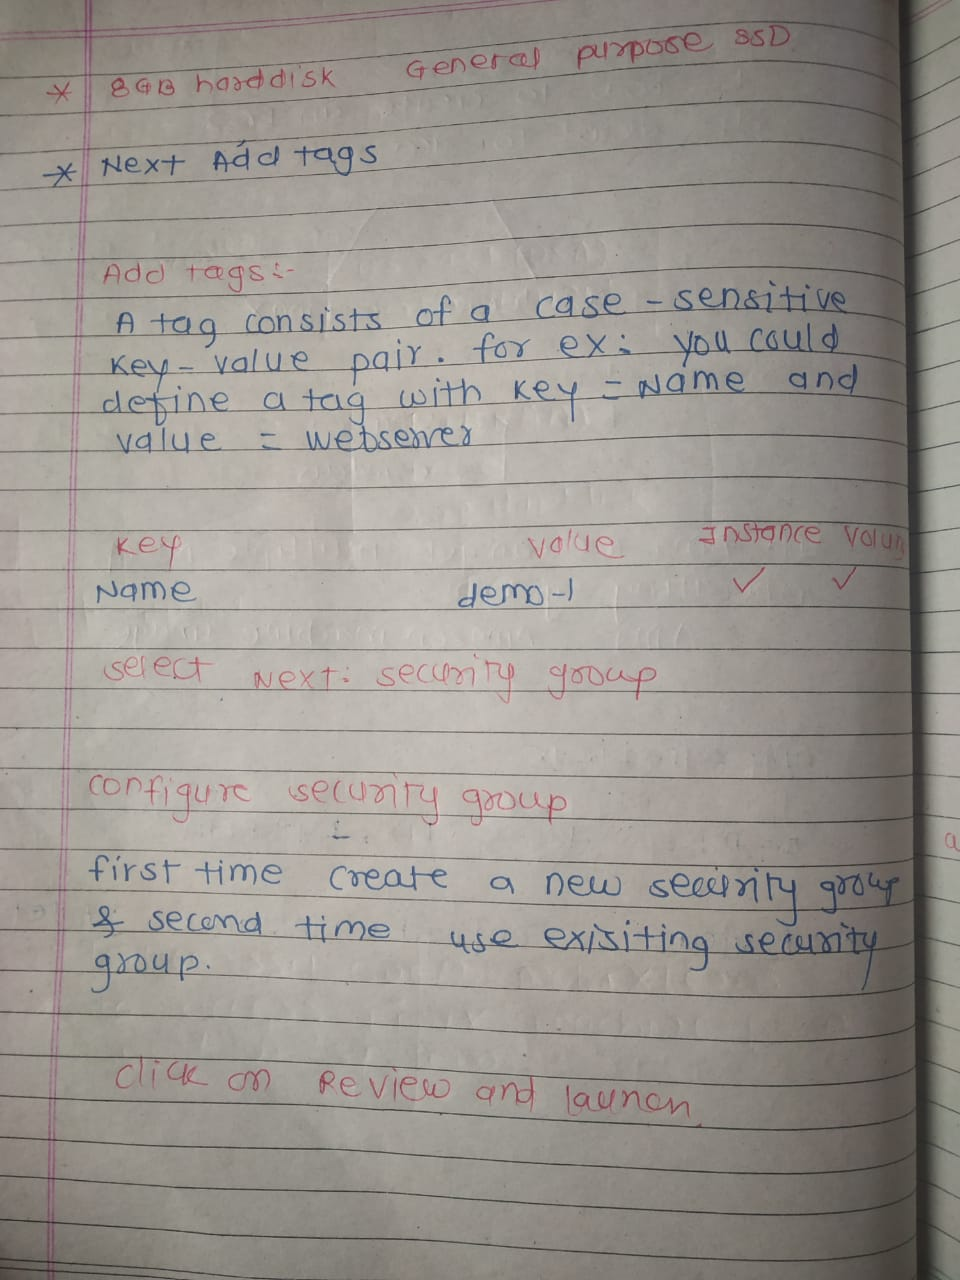 * 8GB harddisk General purpose SSD
* Next Add tags
Add tags :-
A tag consists of a case - sensitive
Key - value pair. for ex: you could
define a tag with key = Name and
value = webserver
Key value Instance Volum
Name demo-1 ✓ ✓
select Next: security group
configure security group
:-
first time create a new security group
& second time use exisiting security
group.
click on Review and launch.